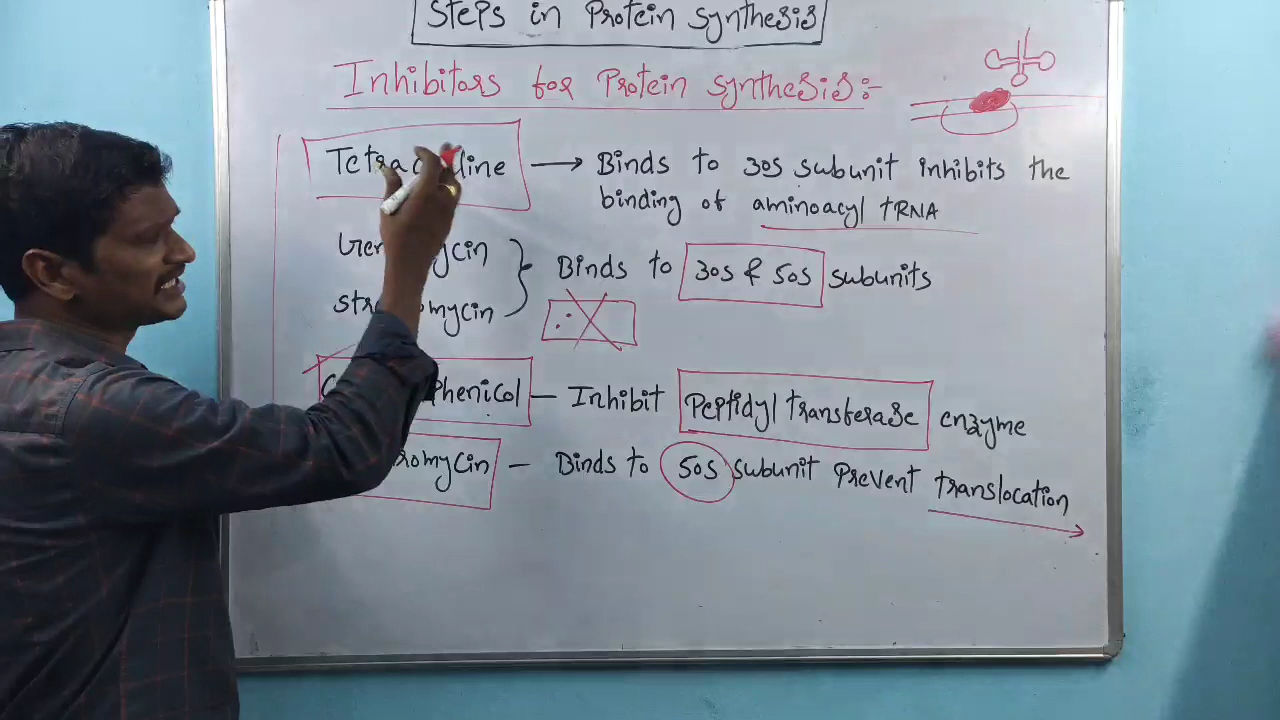 Steps in Protein synthesis
Inhibitors for Protein synthesis:-
→ Binds to 30s subunit inhibits the
binding of aminoacyl tRNA
Binds to 30s & 50s subunits
∴
— Inhibit Peptidyl transferase enzyme
— Binds to 50s subunit Prevent translocation